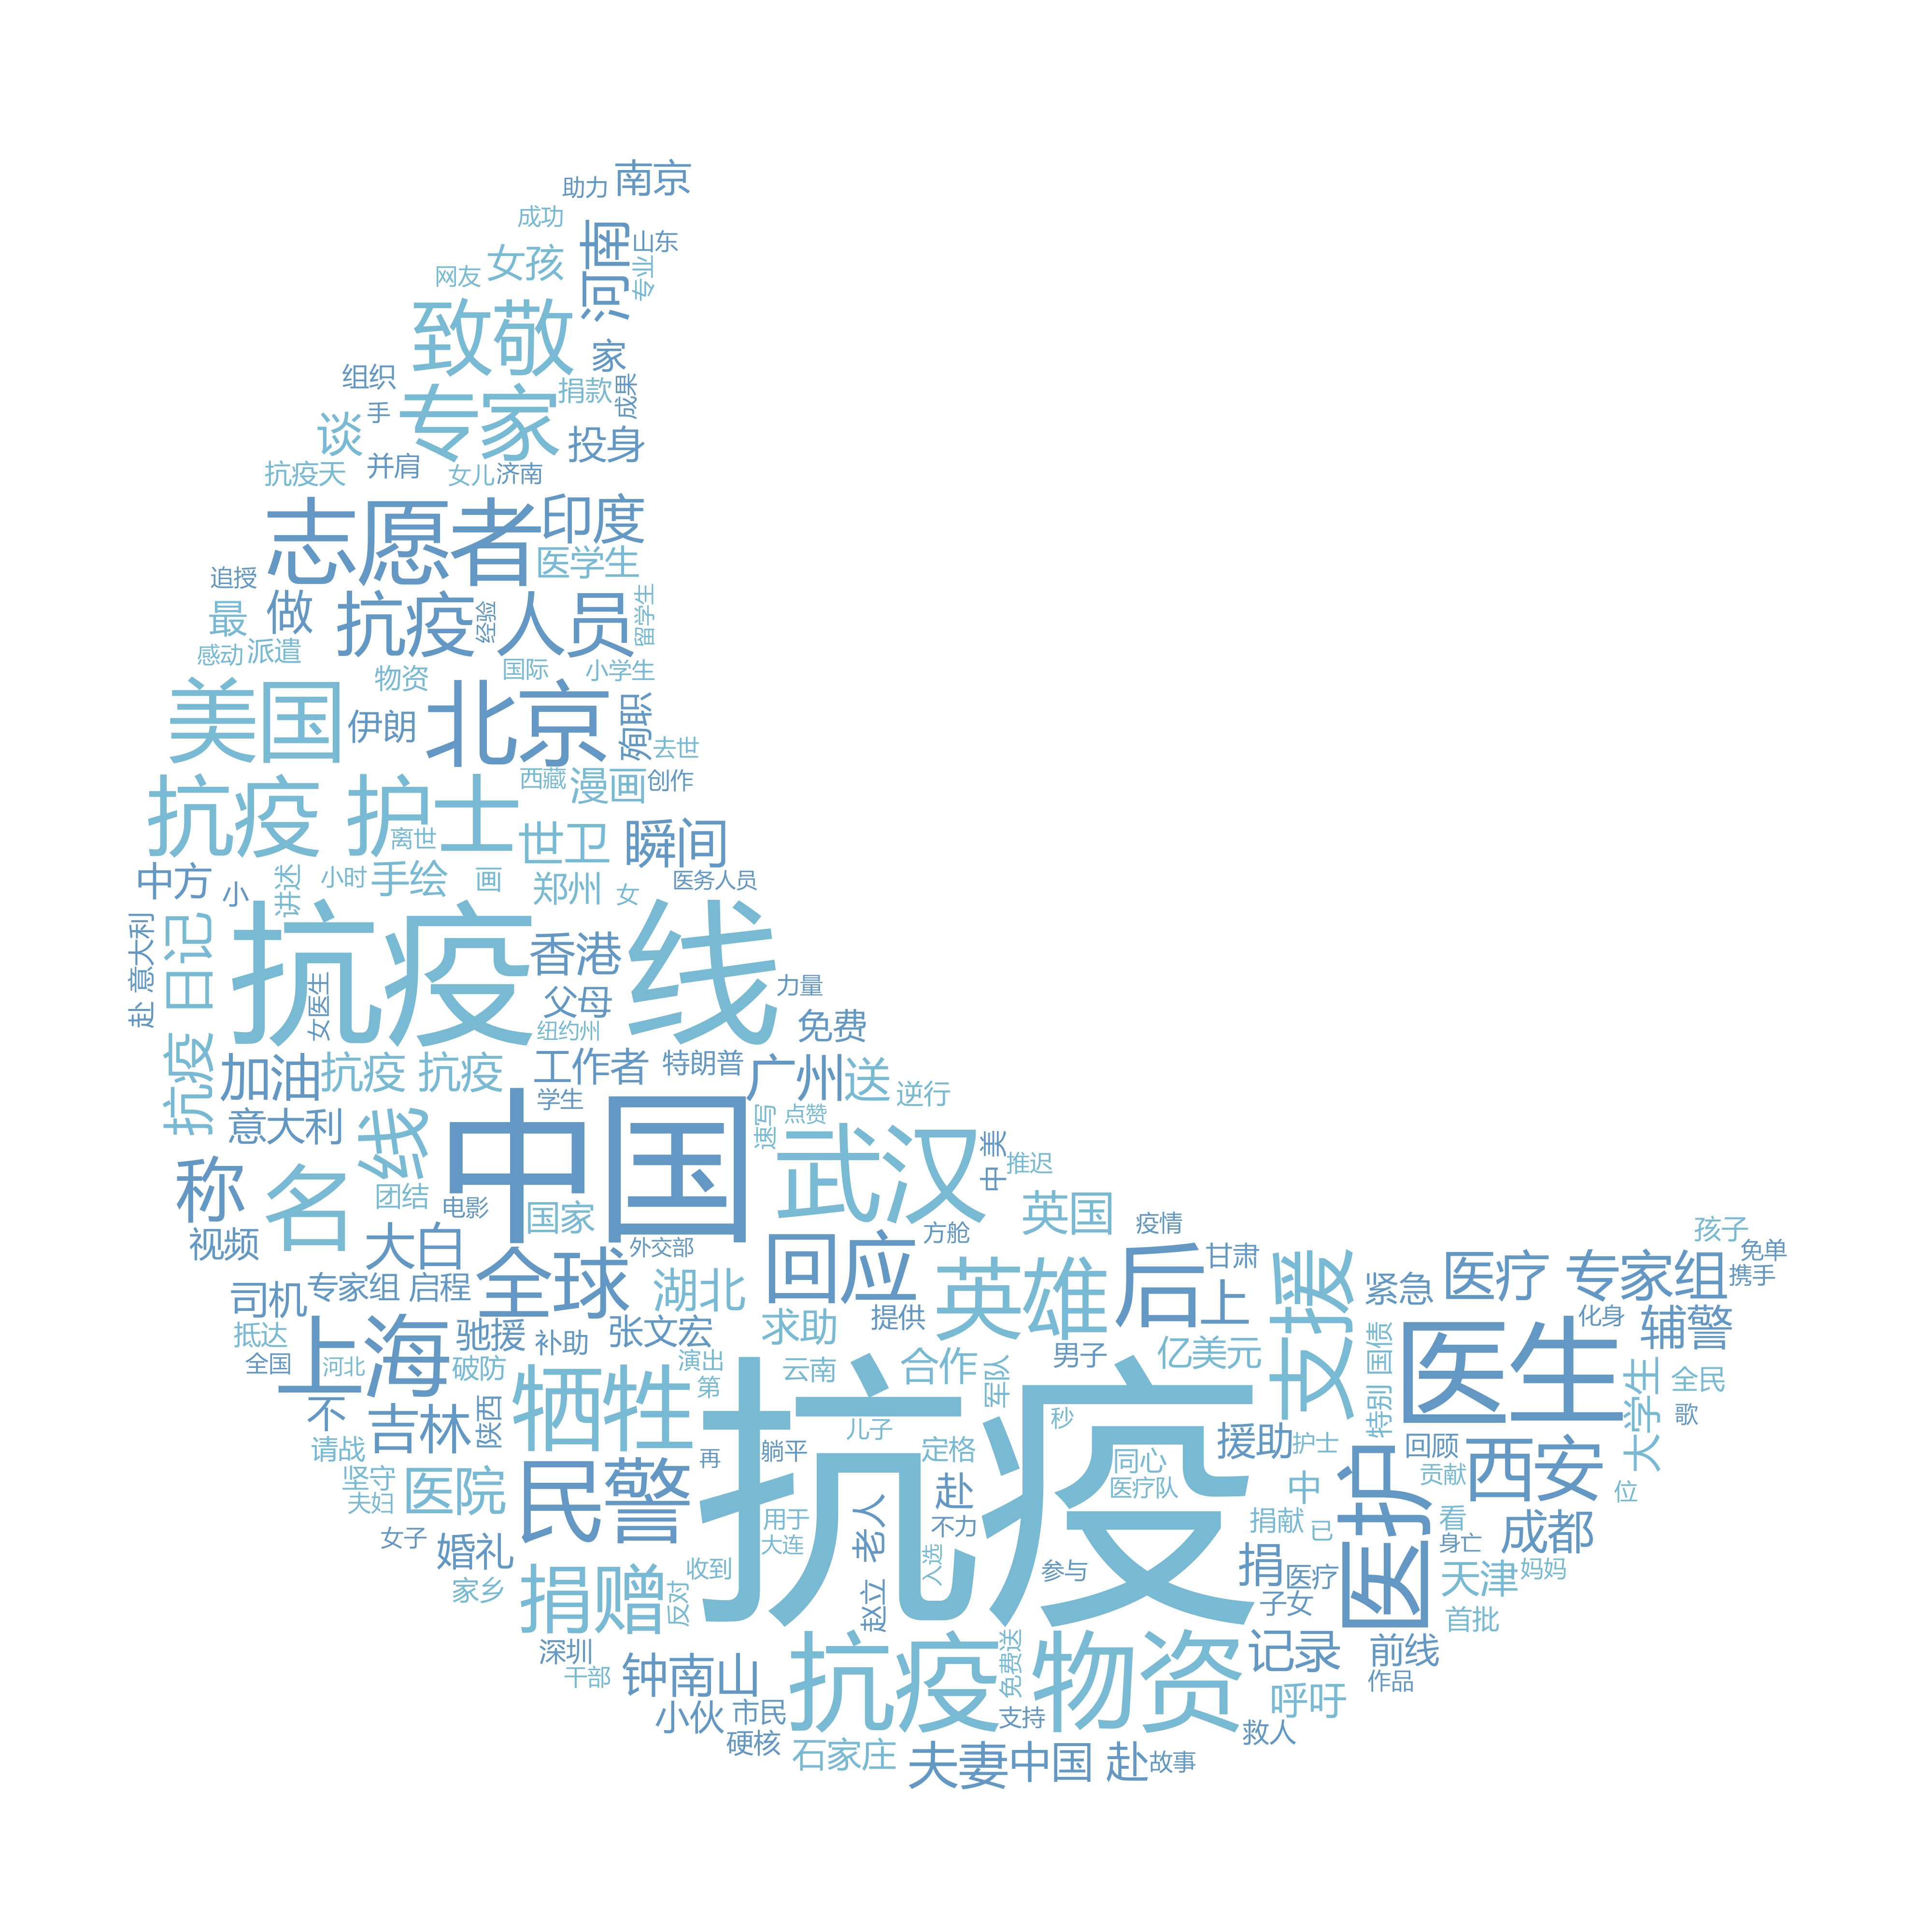 助力 南京
成功
河南 山东
网友 女孩 专业
致敬 家
组织 捐款 成果
手 专家
谈 投身
抗疫天 并肩 女儿 济南
志愿者 印度
医学生
追授 留学生
最 做 抗疫 经验 人员
感动 派遣
物资 国际 小学生
美国 伊朗 北京 殉职 去世
西藏 漫画 创作
抗疫 护士 离世 世卫 瞬间
中方 小 讲述 小时 手绘 画 郑州 女 医务人员
赴 意大利 抗疫 日记 抗疫 线 香港
女医生 父母 力量
纽约州 免费
加油 抗疫 抗疫 工作者 特朗普 广州 送 逆行
学生 速写 点赞
意大利 线 中国 武汉 中美 推迟
称 名 团结 电影 国家 英国
视频 大白 外交部 回应 方舱 疫情 孩子
司机 专家组 启程 全球 湖北 英雄 后 甘肃 支援 紧急 医疗 专家组 免单 携手
上 提供 化身 辅警
抵达 上海 驰援 补助 张文宏 求助 医生
全国 河北 破防 演出 云南 合作 军队 男子 亿美元 特别 国债 大学生 全民
不 吉林 陕西 牺牲 第 抗疫 儿子 秒 歌
请战 再 躺平 定格 同心 援助 护士 医护 回顾 西安
坚守 医院 民警 医疗队 中 贡献 位
夫妇 用于 老人 赴 捐献 已 看
女子 婚礼 大连 不力 身亡 成都
家乡 捐赠 收到 反对 赵立 入选 参与 捐 医疗 天津 妈妈
子女 首批
深圳 干部 钟南山 抗疫 免费送 物资 记录 前线
作品
小伙 市民 支持 呼吁
硬核 石家庄 救人
夫妻 中国 赴 故事